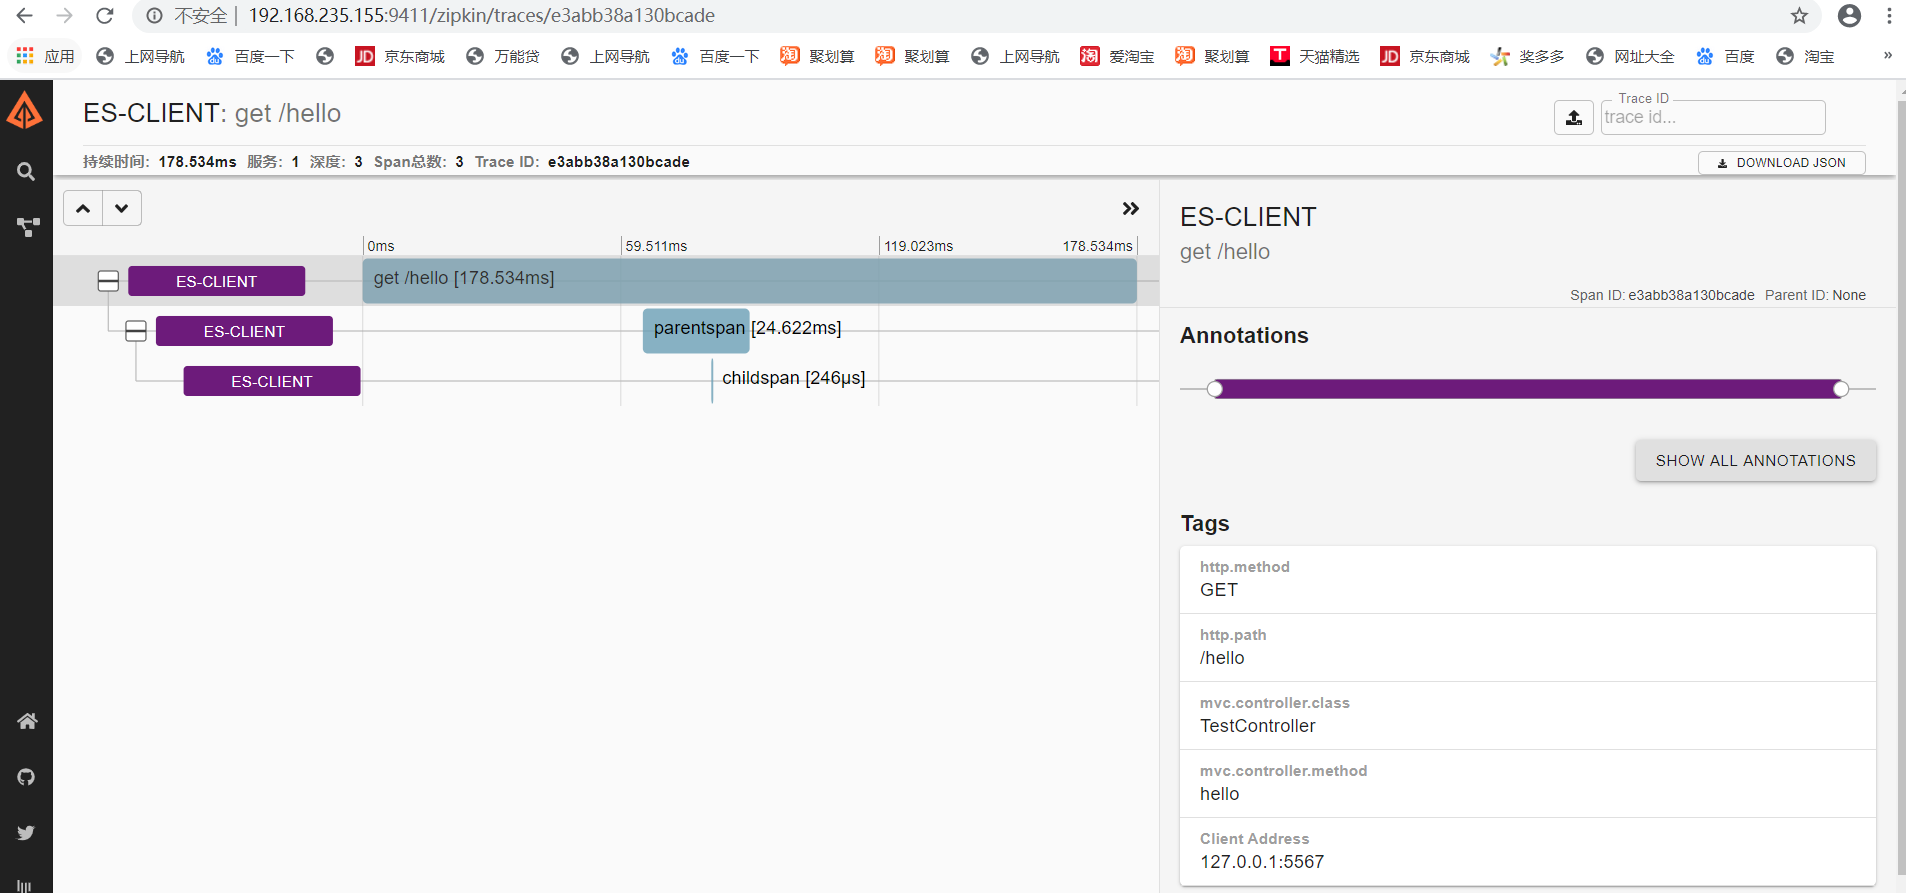 不安全 | 192.168.235.155:9411/zipkin/traces/e3abb38a130bcade
应用 上网导航 百度一下 京东商城 万能贷 上网导航 百度一下 聚划算 聚划算 上网导航 爱淘宝 聚划算 天猫精选 京东商城 奖多多 网址大全 百度 淘宝 »
ES-CLIENT: get /hello
Trace ID
trace id...
持续时间: 178.534ms 服务: 1 深度: 3 Span总数: 3 Trace ID: e3abb38a130bcade
DOWNLOAD JSON
0ms 59.511ms 119.023ms 178.534ms
ES-CLIENT get /hello [178.534ms]
ES-CLIENT parentspan [24.622ms]
ES-CLIENT childspan [246μs]
ES-CLIENT
get /hello
Span ID: e3abb38a130bcade Parent ID: None
Annotations
SHOW ALL ANNOTATIONS
Tags
http.method
GET
http.path
/hello
mvc.controller.class
TestController
mvc.controller.method
hello
Client Address
127.0.0.1:5567